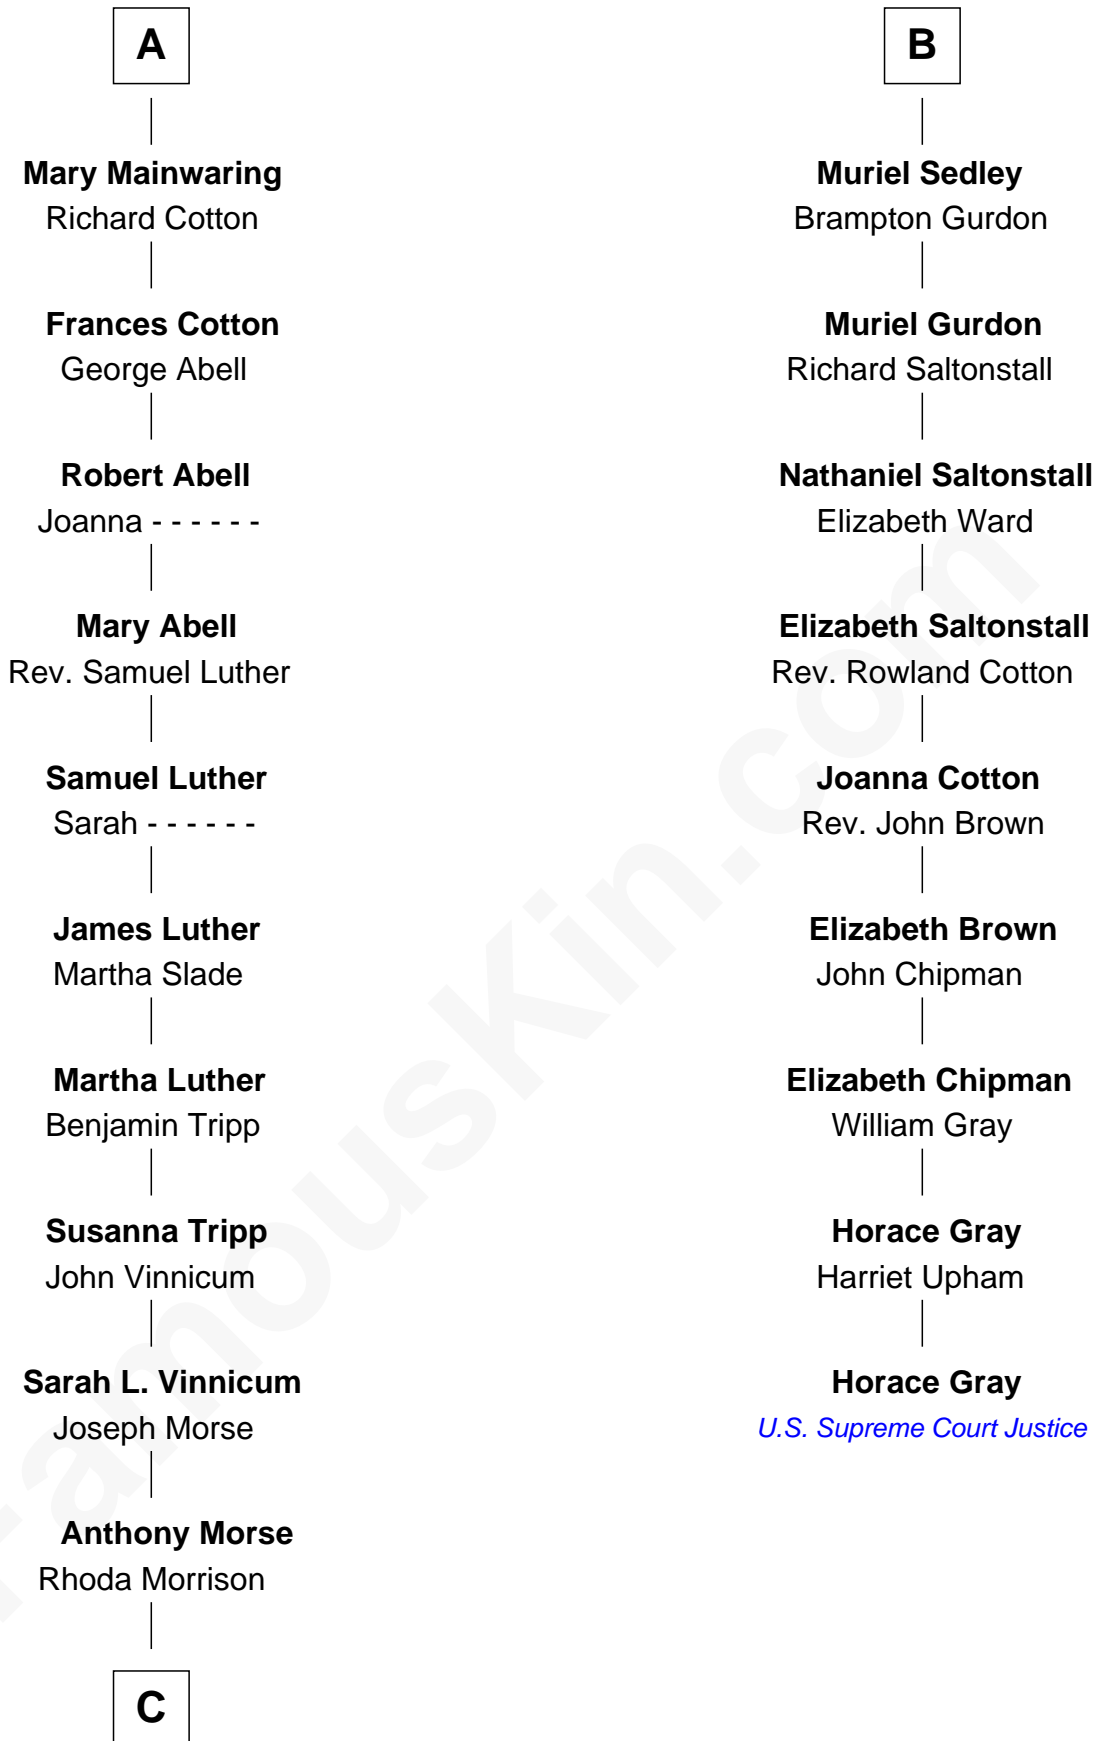 A
Mary Mainwaring
Richard Cotton
Frances Cotton
George Abell
Robert Abell
Joanna - - - - - -
Mary Abell
Rev. Samuel Luther
Samuel Luther
Sarah - - - - - -
James Luther
Martha Slade
Martha Luther
Benjamin Tripp
Susanna Tripp
John Vinnicum
Sarah L. Vinnicum
Joseph Morse
Anthony Morse
Rhoda Morrison
C
B
Muriel Sedley
Brampton Gurdon
Muriel Gurdon
Richard Saltonstall
Nathaniel Saltonstall
Elizabeth Ward
Elizabeth Saltonstall
Rev. Rowland Cotton
Joanna Cotton
Rev. John Brown
Elizabeth Brown
John Chipman
Elizabeth Chipman
William Gray
Horace Gray
Harriet Upham
Horace Gray
U.S. Supreme Court Justice
FamousKin.com